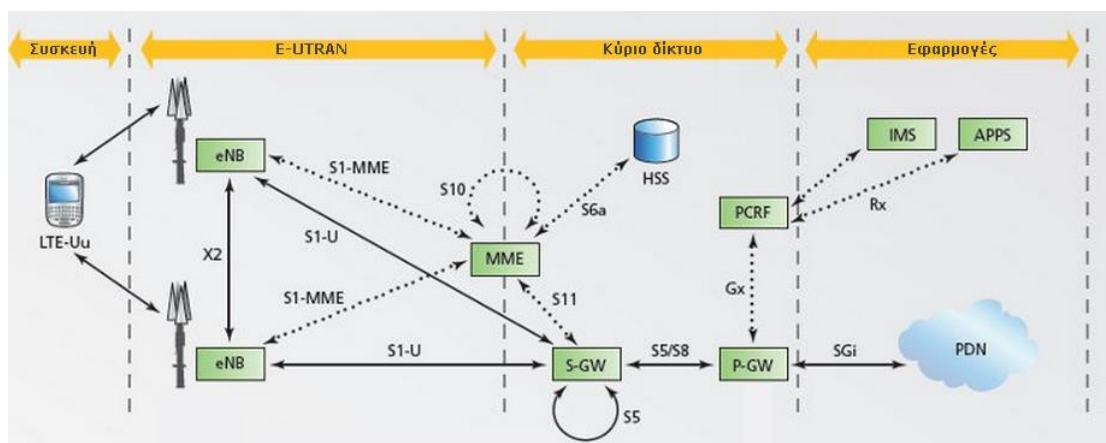 Συσκευή
E-UTRAN
Κύριο δίκτυο
Εφαρμογές
eNB
S1-MME
S10
HSS
IMS
APPS
S6a
PCRF
Rx
LTE-Uu
X2
S1-U
MME
S1-MME
S11
Gx
eNB
S1-U
S-GW
S5/S8
P-GW
SGi
PDN
S5